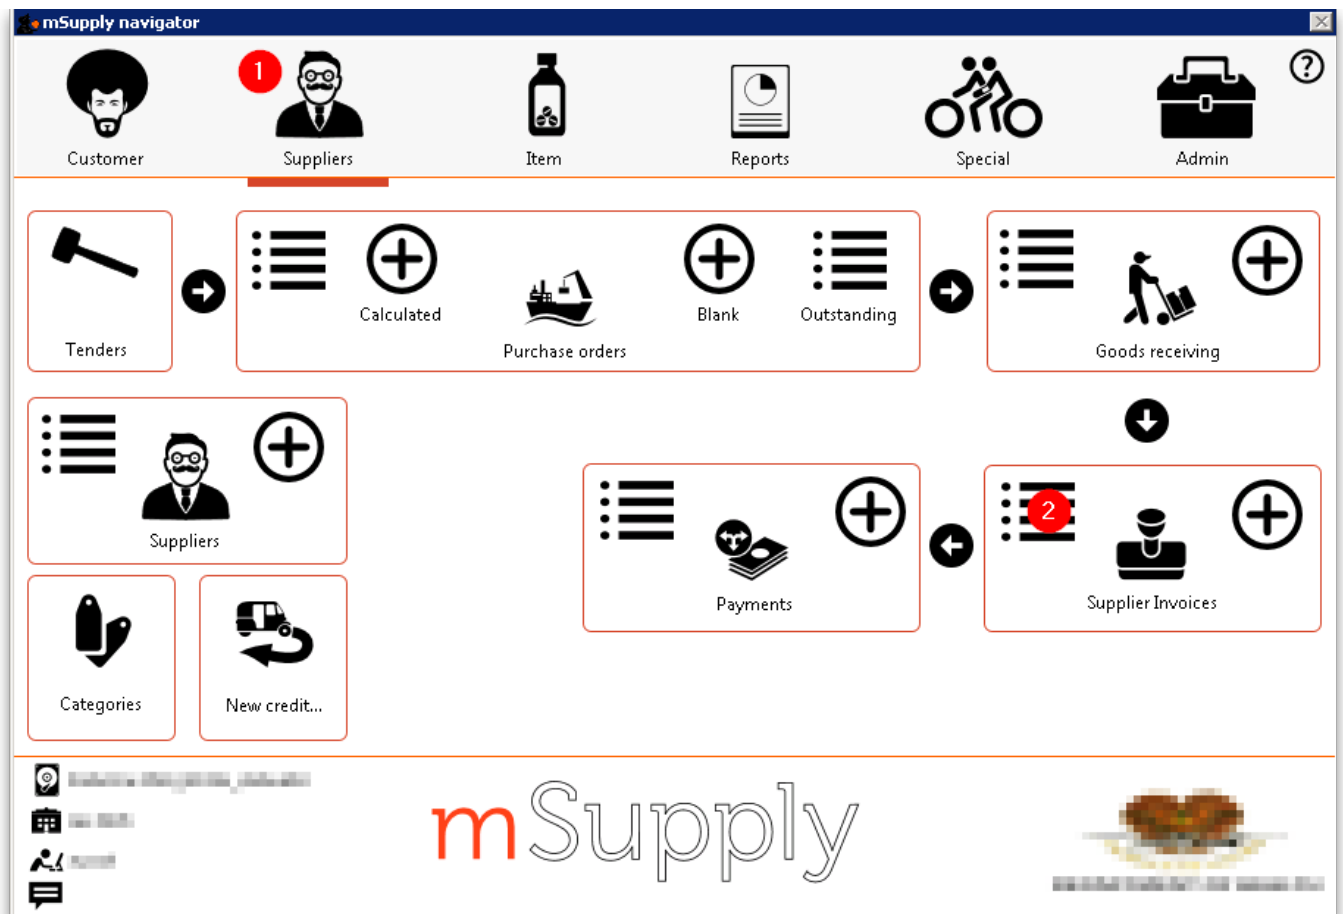 mSupply navigator
1
?
Customer
Suppliers
Item
Reports
Special
Admin
Tenders
Calculated
Blank
Outstanding
Purchase orders
Goods receiving
Suppliers
2
Payments
Supplier Invoices
Categories
New credit...
mSupply